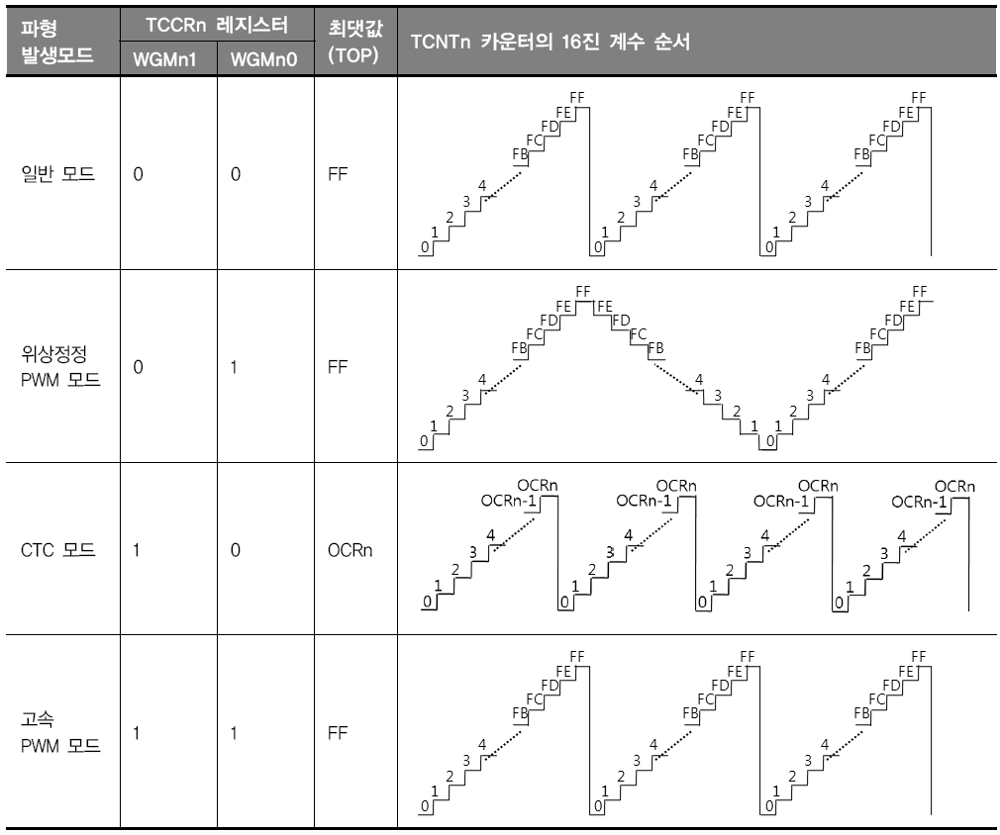 파형
발생모드
TCCRn 레지스터
WGMn1
WGMn0
최댓값
(TOP)
TCNTn 카운터의 16진 계수 순서
일반 모드
0
0
FF
0 1 2 3 4 FB FC FD FE FF
0 1 2 3 4 FB FC FD FE FF
0 1 2 3 4 FB FC FD FE FF
위상정정
PWM 모드
0
1
FF
0 1 2 3 4 FB FC FD FE FF FE FD FC FB 4 3 2 1 0 1 2 3 4 FB FC FD FE FF
CTC 모드
1
0
OCRn
0 1 2 3 4 OCRn-1 OCRn
0 1 2 3 4 OCRn-1 OCRn
0 1 2 3 4 OCRn-1 OCRn
0 1 2 3 4 OCRn-1 OCRn
고속
PWM 모드
1
1
FF
0 1 2 3 4 FB FC FD FE FF
0 1 2 3 4 FB FC FD FE FF
0 1 2 3 4 FB FC FD FE FF